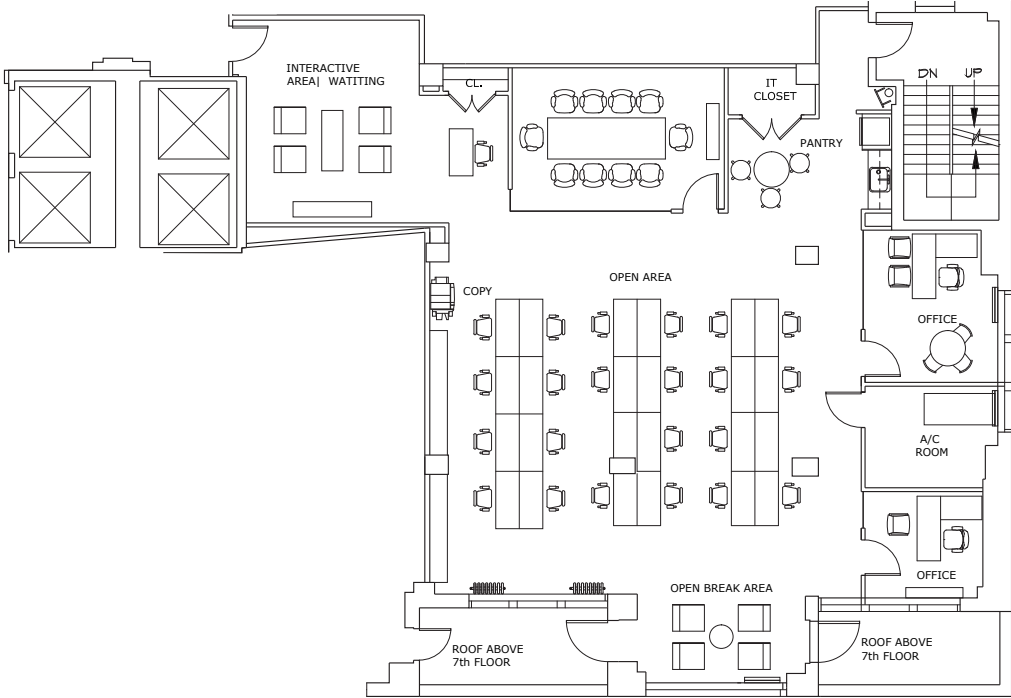 INTERACTIVE
AREA| WATITING
CL.
IT
CLOSET
PANTRY
DN UP
COPY
OPEN AREA
OFFICE
A/C
ROOM
OFFICE
OPEN BREAK AREA
ROOF ABOVE
7th FLOOR
ROOF ABOVE
7th FLOOR